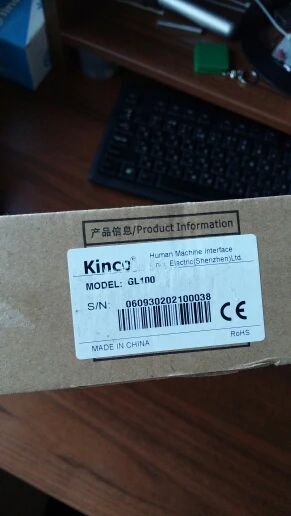 产品信息/Product Information
Kinco
Human Machine Interface
Electric(Shenzhen)Ltd.
MODEL: GL100
S/N: 060930202100038
CE
RoHS
MADE IN CHINA